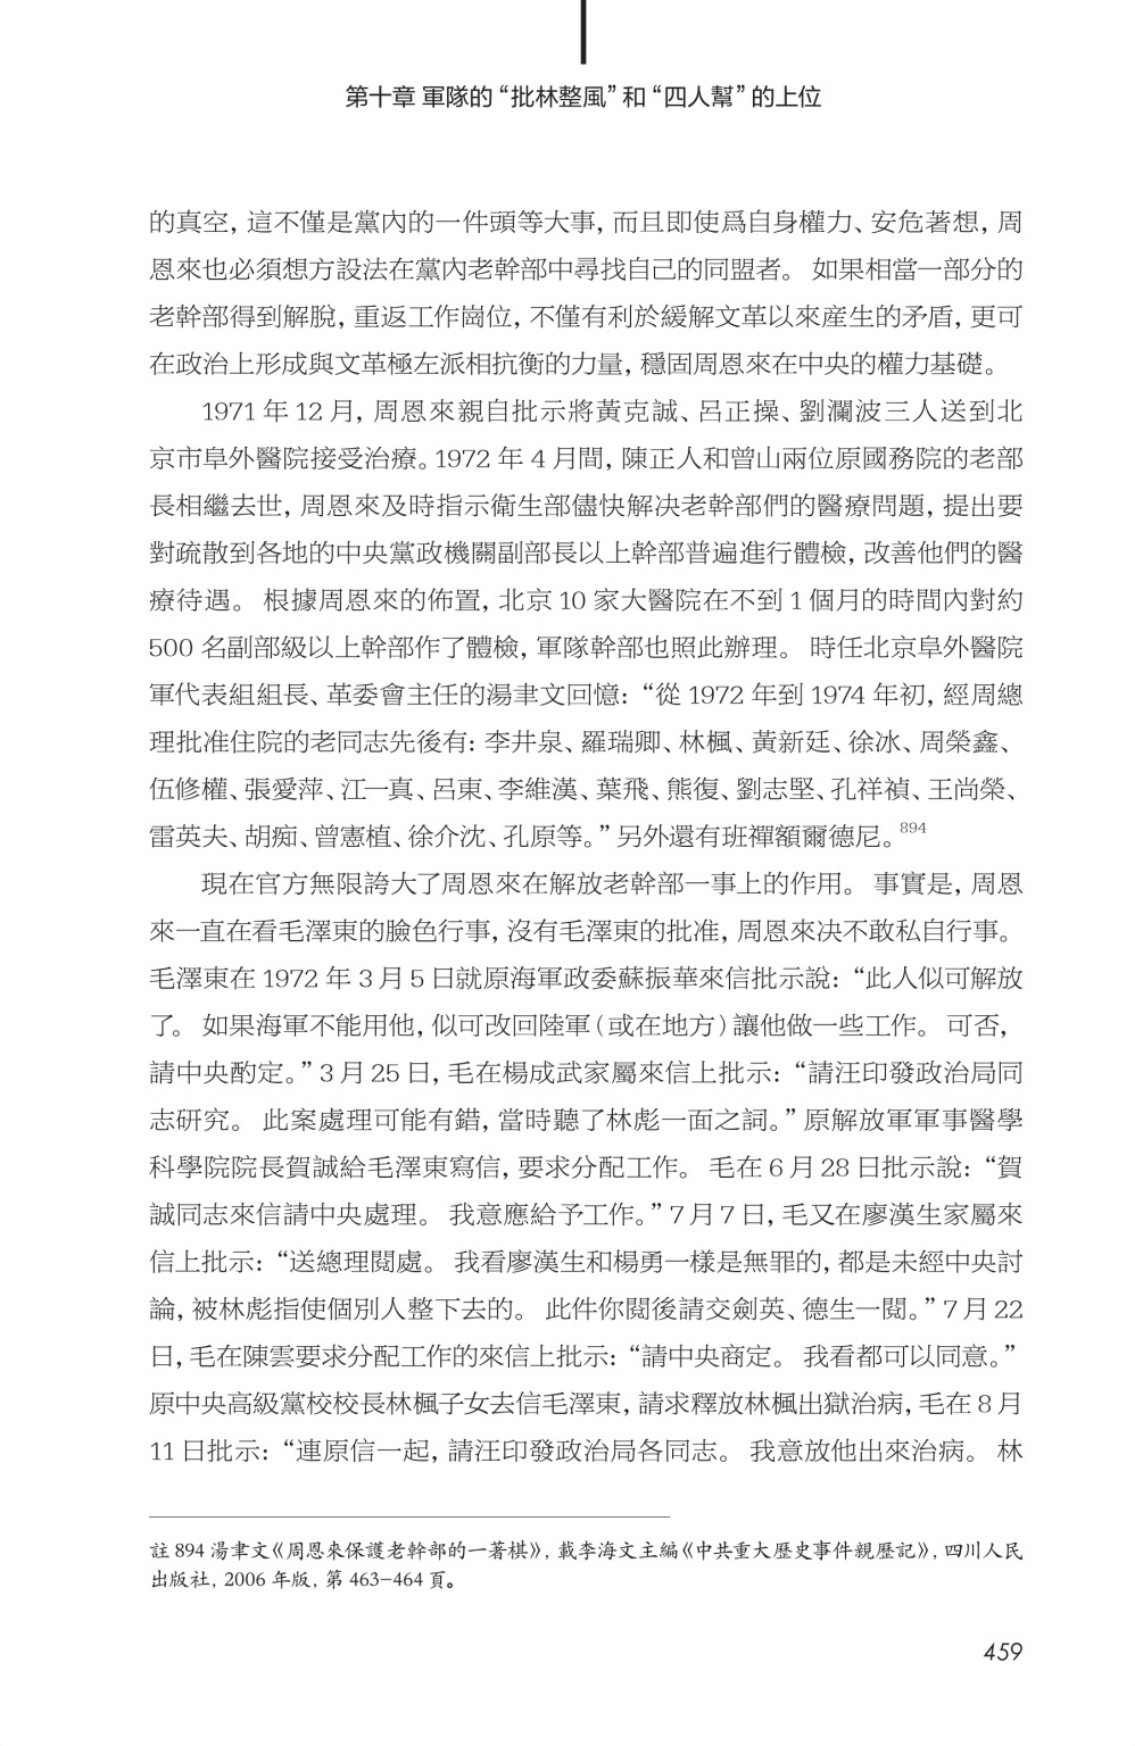 第十章 軍隊的“批林整風”和“四人幫”的上位
的真空，這不僅是黨內的一件頭等大事，而且即使爲自身權力、安危著想，周
恩來也必須想方設法在黨內老幹部中尋找自己的同盟者。 如果相當一部分的
老幹部得到解脫，重返工作崗位，不僅有利於緩解文革以來産生的矛盾，更可
在政治上形成與文革極左派相抗衡的力量，穩固周恩來在中央的權力基礎。
1971 年 12 月，周恩來親自批示將黃克誠、呂正操、劉瀾波三人送到北
京市阜外醫院接受治療。1972 年 4 月間，陳正人和曾山兩位原國務院的老部
長相繼去世，周恩來及時指示衛生部儘快解決老幹部們的醫療問題，提出要
對疏散到各地的中央黨政機關副部長以上幹部普遍進行體檢，改善他們的醫
療待遇。 根據周恩來的佈置，北京 10 家大醫院在不到 1 個月的時間內對約
500 名副部級以上幹部作了體檢，軍隊幹部也照此辦理。 時任北京阜外醫院
軍代表組組長、革委會主任的湯聿文回憶：“從 1972 年到 1974 年初，經周總
理批准住院的老同志先後有：李井泉、羅瑞卿、林楓、黃新廷、徐冰、周榮鑫、
伍修權、張愛萍、江一真、呂東、李維漢、葉飛、熊復、劉志堅、孔祥禎、王尚榮、
雷英夫、胡痴、曾憲植、徐介沈、孔原等。”另外還有班禪額爾德尼。894
現在官方無限誇大了周恩來在解放老幹部一事上的作用。 事實是，周恩
來一直在看毛澤東的臉色行事，沒有毛澤東的批准，周恩來决不敢私自行事。
毛澤東在 1972 年 3 月 5 日就原海軍政委蘇振華來信批示說：“此人似可解放
了。 如果海軍不能用他，似可改回陸軍（或在地方）讓他做一些工作。 可否，
請中央酌定。”3 月 25 日，毛在楊成武家屬來信上批示：“請汪印發政治局同
志研究。 此案處理可能有錯，當時聽了林彪一面之詞。”原解放軍軍事醫學
科學院院長賀誠給毛澤東寫信，要求分配工作。 毛在 6 月 28 日批示說：“賀
誠同志來信請中央處理。 我意應給予工作。”7 月 7 日，毛又在廖漢生家屬來
信上批示：“送總理閱處。 我看廖漢生和楊勇一樣是無罪的，都是未經中央討
論，被林彪指使個別人整下去的。 此件你閱後請交劍英、德生一閱。”7 月 22
日，毛在陳雲要求分配工作的來信上批示：“請中央商定。 我看都可以同意。”
原中央高級黨校校長林楓子女去信毛澤東，請求釋放林楓出獄治病，毛在 8 月
11 日批示：“連原信一起，請汪印發政治局各同志。 我意放他出來治病。 林
註 894 湯聿文《周恩來保護老幹部的一著棋》，載李海文主編《中共重大歷史事件親歷記》，四川人民
出版社，2006 年版，第 463–464 頁。
459